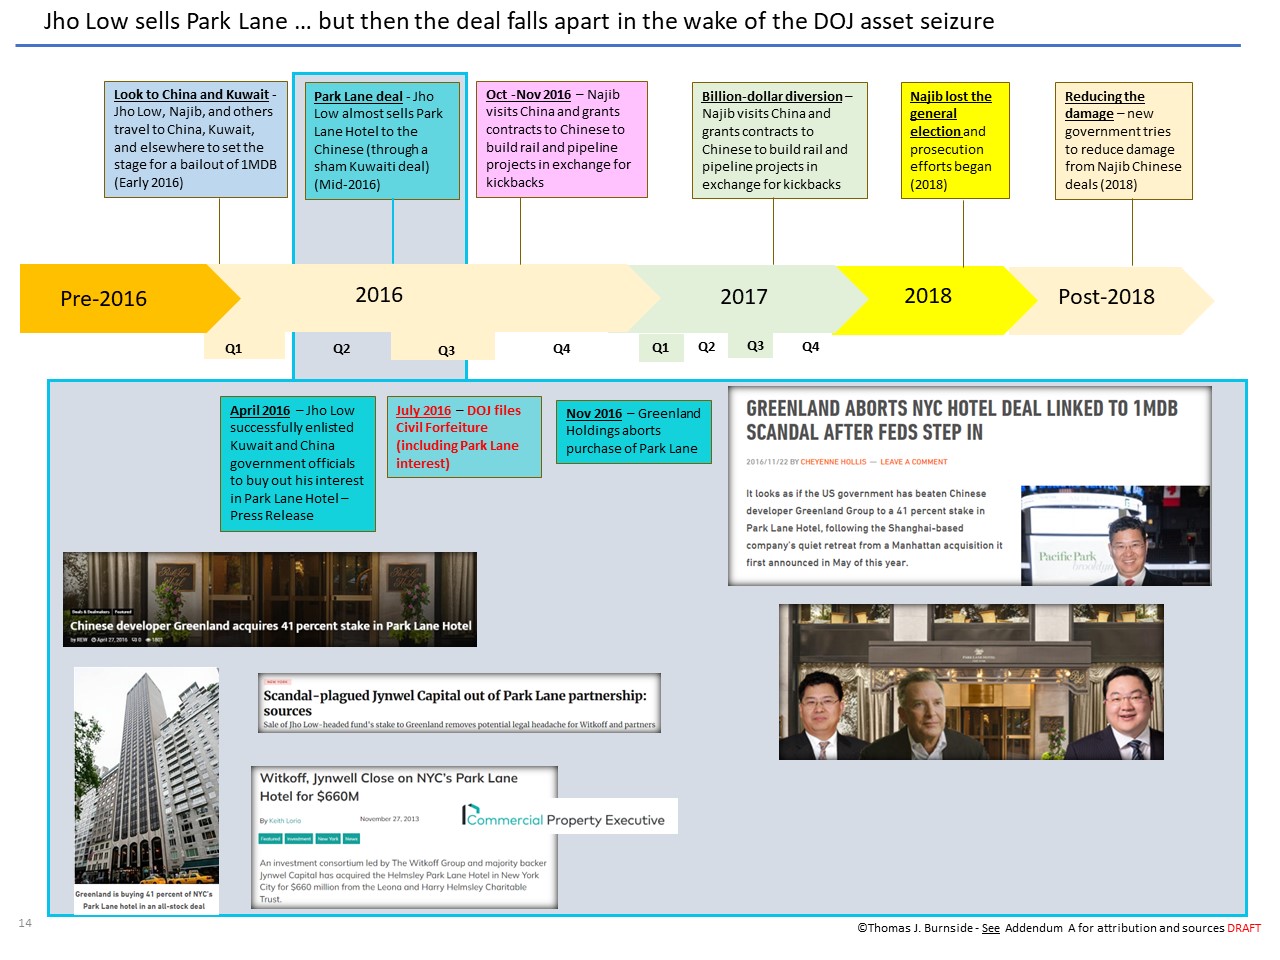 Jho Low sells Park Lane ... but then the deal falls apart in the wake of the DOJ asset seizure
Look to China and Kuwait -
Jho Low, Najib, and others
travel to China, Kuwait,
and elsewhere to set the
stage for a bailout of 1MDB
(Early 2016)
Park Lane deal - Jho
Low almost sells Park
Lane Hotel to the
Chinese (through a
sham Kuwaiti deal)
(Mid-2016)
Oct -Nov 2016 – Najib
visits China and grants
contracts to Chinese to
build rail and pipeline
projects in exchange for
kickbacks
Billion-dollar diversion –
Najib visits China and
grants contracts to
Chinese to build rail and
pipeline projects in
exchange for kickbacks
Najib lost the
general
election and
prosecution
efforts began
(2018)
Reducing the
damage – new
government tries
to reduce damage
from Najib Chinese
deals (2018)
Pre-2016
2016
2017
2018
Post-2018
Q1
Q2
Q3
Q4
Q1
Q2
Q3
Q4
April 2016 – Jho Low
successfully enlisted
Kuwait and China
government officials
to buy out his interest
in Park Lane Hotel –
Press Release
July 2016 – DOJ files
Civil Forfeiture
(including Park Lane
interest)
Nov 2016 – Greenland
Holdings aborts
purchase of Park Lane
GREENLAND ABORTS NYC HOTEL DEAL LINKED TO 1MDB
SCANDAL AFTER FEDS STEP IN
2016/11/22 BY CHEYENNE HOLLIS — LEAVE A COMMENT
It looks as if the US government has beaten Chinese
developer Greenland Group to a 41 percent stake in
Park Lane Hotel, following the Shanghai-based
company's quiet retreat from a Manhattan acquisition it
first announced in May of this year.
Pacific Park
brooklyn
Park Lane Hotel
Park Lane Hotel
Deals & Dealmakers Featured
Chinese developer Greenland acquires 41 percent stake in Park Lane Hotel
by REW April 27, 2016 0 1801
PARK LANE HOTEL
NEW YORK
Scandal-plagued Jynwel Capital out of Park Lane partnership:
sources
Sale of Jho Low-headed fund's stake to Greenland removes potential legal headache for Witkoff and partners
Witkoff, Jynwell Close on NYC's Park Lane
Hotel for $660M
By Keith Loria November 27, 2013
Commercial Property Executive
Featured Investment New York News
An investment consortium led by The Witkoff Group and majority backer
Jynwel Capital has acquired the Helmsley Park Lane Hotel in New York
City for $660 million from the Leona and Harry Helmsley Charitable
Trust.
Greenland is buying 41 percent of NYC's
Park Lane hotel in an all-stock deal
14
©Thomas J. Burnside - See Addendum A for attribution and sources DRAFT